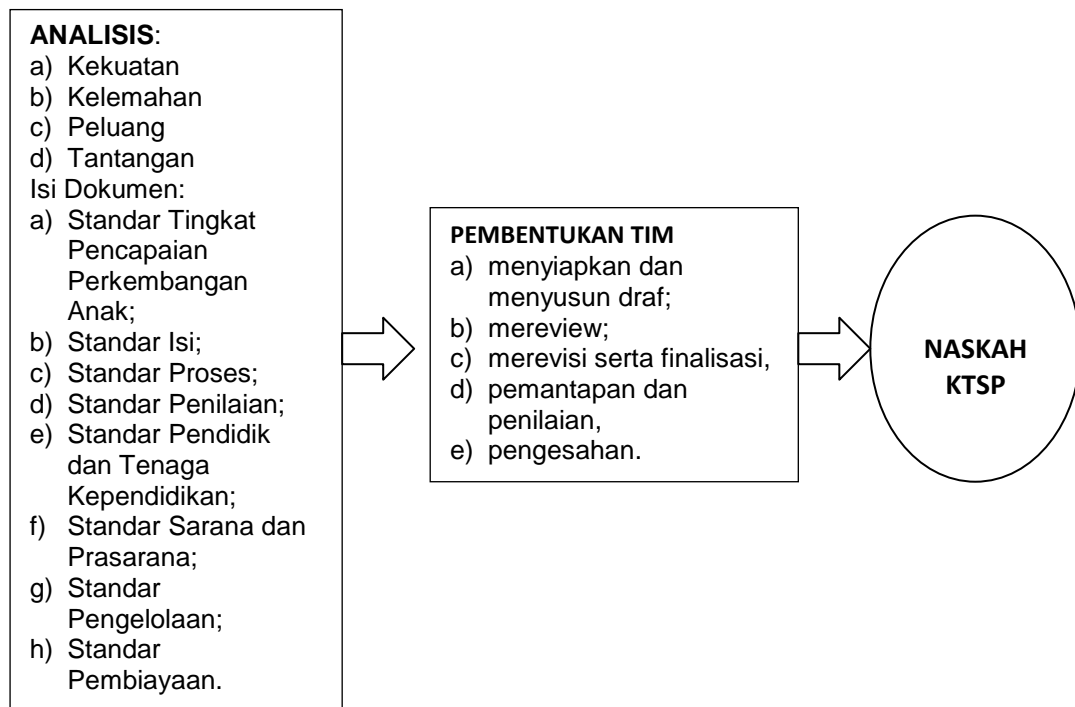 ANALISIS:
a) Kekuatan
b) Kelemahan
c) Peluang
d) Tantangan
Isi Dokumen:
a) Standar Tingkat
Pencapaian
Perkembangan
Anak;
b) Standar Isi;
c) Standar Proses;
d) Standar Penilaian;
e) Standar Pendidik
dan Tenaga
Kependidikan;
f) Standar Sarana dan
Prasarana;
g) Standar
Pengelolaan;
h) Standar
Pembiayaan.
PEMBENTUKAN TIM
a) menyiapkan dan
menyusun draf;
b) mereview;
c) merevisi serta finalisasi,
d) pemantapan dan
penilaian,
e) pengesahan.
NASKAH
KTSP